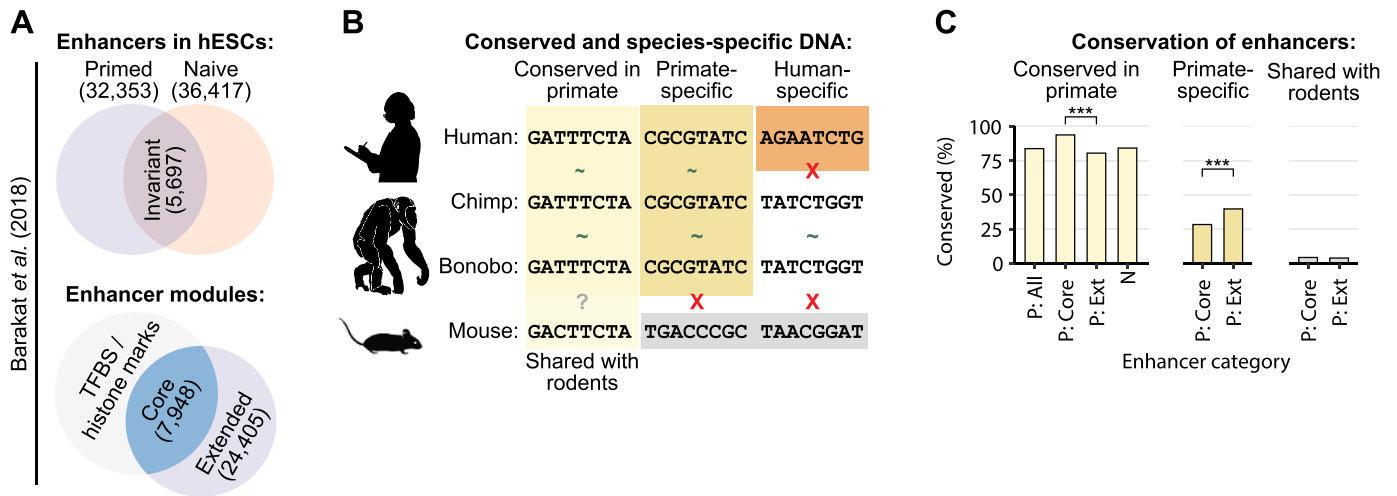 A
Enhancers in hESCs:
Primed Naive
(32,353) (36,417)
Invariant
(5,697)
Enhancer modules:
TFBS /
histone marks
Core
(7,948)
Extended
(24,405)
Barakat et al. (2018)
B
Conserved and species-specific DNA:
Conserved in
primate
Primate-
specific
Human-
specific
Human: GATTTCTA CGCGTATC AGAATCTG
~ ~ X
Chimp: GATTTCTA CGCGTATC TATCTGGT
~ ~ ~
Bonobo: GATTTCTA CGCGTATC TATCTGGT
? X X
Mouse: GACTTCTA TGACCCGC TAACGGAT
Shared with
rodents
C
Conservation of enhancers:
Conserved in
primate
Primate-
specific
Shared with
rodents
***
***
Conserved (%)
100
75
50
25
0
P: All
P: Core
P: Ext
N
P: Core
P: Ext
P: Core
P: Ext
Enhancer category